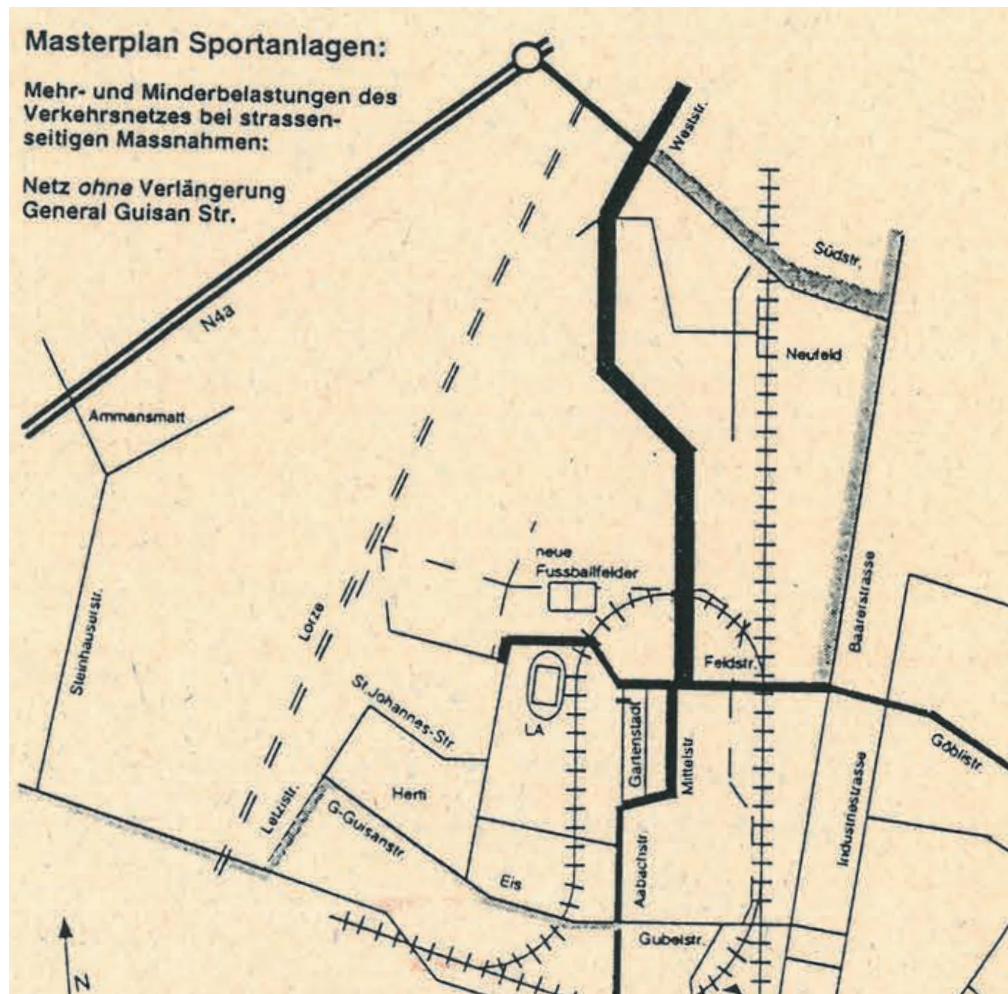 Masterplan Sportanlagen:
Mehr- und Minderbelastungen des
Verkehrsnetzes bei strassen-
seitigen Massnahmen:
Netz ohne Verlängerung
General Guisan Str.
Weststr.
Südstr.
N4a
Neufeld
Ammansmatt
neue
Fussballfelder
Baarerstrasse
Lorze
Steinhauserstr.
Feldstr.
St.Johannes-Str.
LA
Gartenstadt
Mittelstr.
Göblistr.
Herti
Letzistr.
G-Guisanstr.
Industriestrasse
Aabachstr.
Eis
Gubelstr.
N